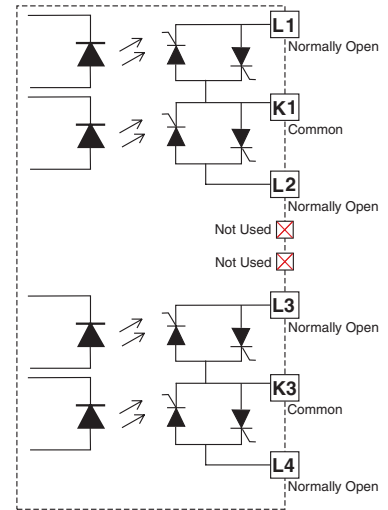 L1
Normally Open
K1
Common
L2
Normally Open
Not Used
Not Used
L3
Normally Open
K3
Common
L4
Normally Open